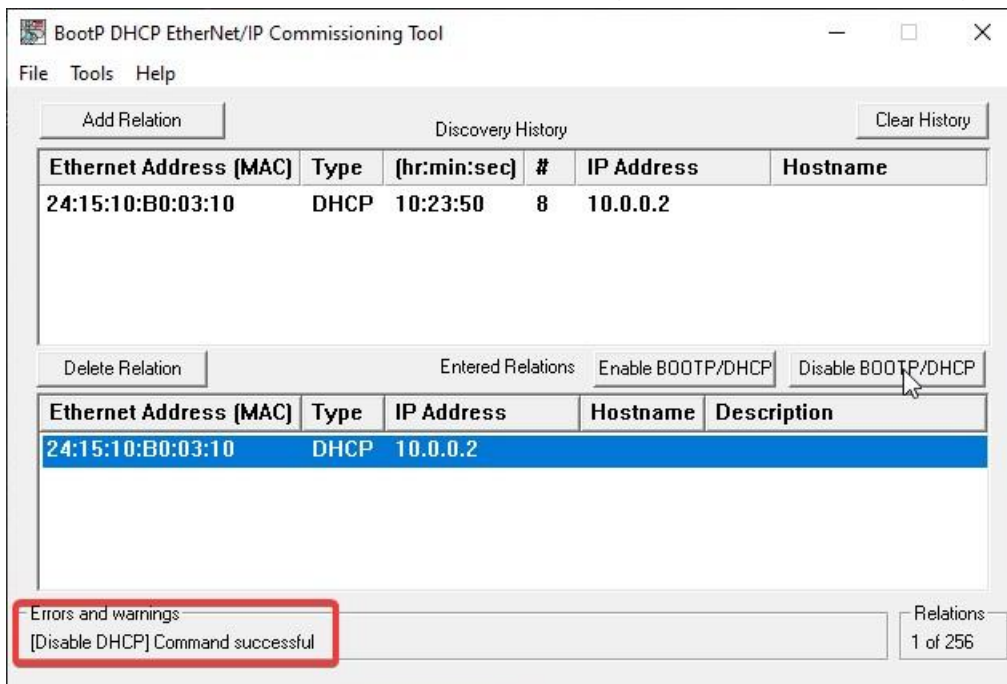 BootP DHCP EtherNet/IP Commissioning Tool
File Tools Help
Add Relation Discovery History Clear History
Ethernet Address (MAC) Type (hr:min:sec) # IP Address Hostname
24:15:10:B0:03:10 DHCP 10:23:50 8 10.0.0.2
Delete Relation Entered Relations Enable BOOTP/DHCP Disable BOOTP/DHCP
Ethernet Address (MAC) Type IP Address Hostname Description
24:15:10:B0:03:10 DHCP 10.0.0.2
Errors and warnings Relations
[Disable DHCP] Command successful 1 of 256